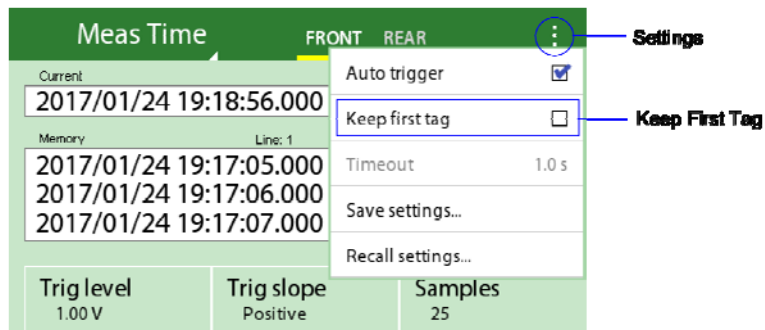 Meas Time FRONT REAR Settings
Current
2017/01/24 19:18:56.000
Memory Line: 1
2017/01/24 19:17:05.000
2017/01/24 19:17:06.000
2017/01/24 19:17:07.000
Auto trigger
Keep first tag Keep First Tag
Timeout 1.0 s
Save settings...
Recall settings...
Trig level Trig slope Samples
1.00 V Positive 25